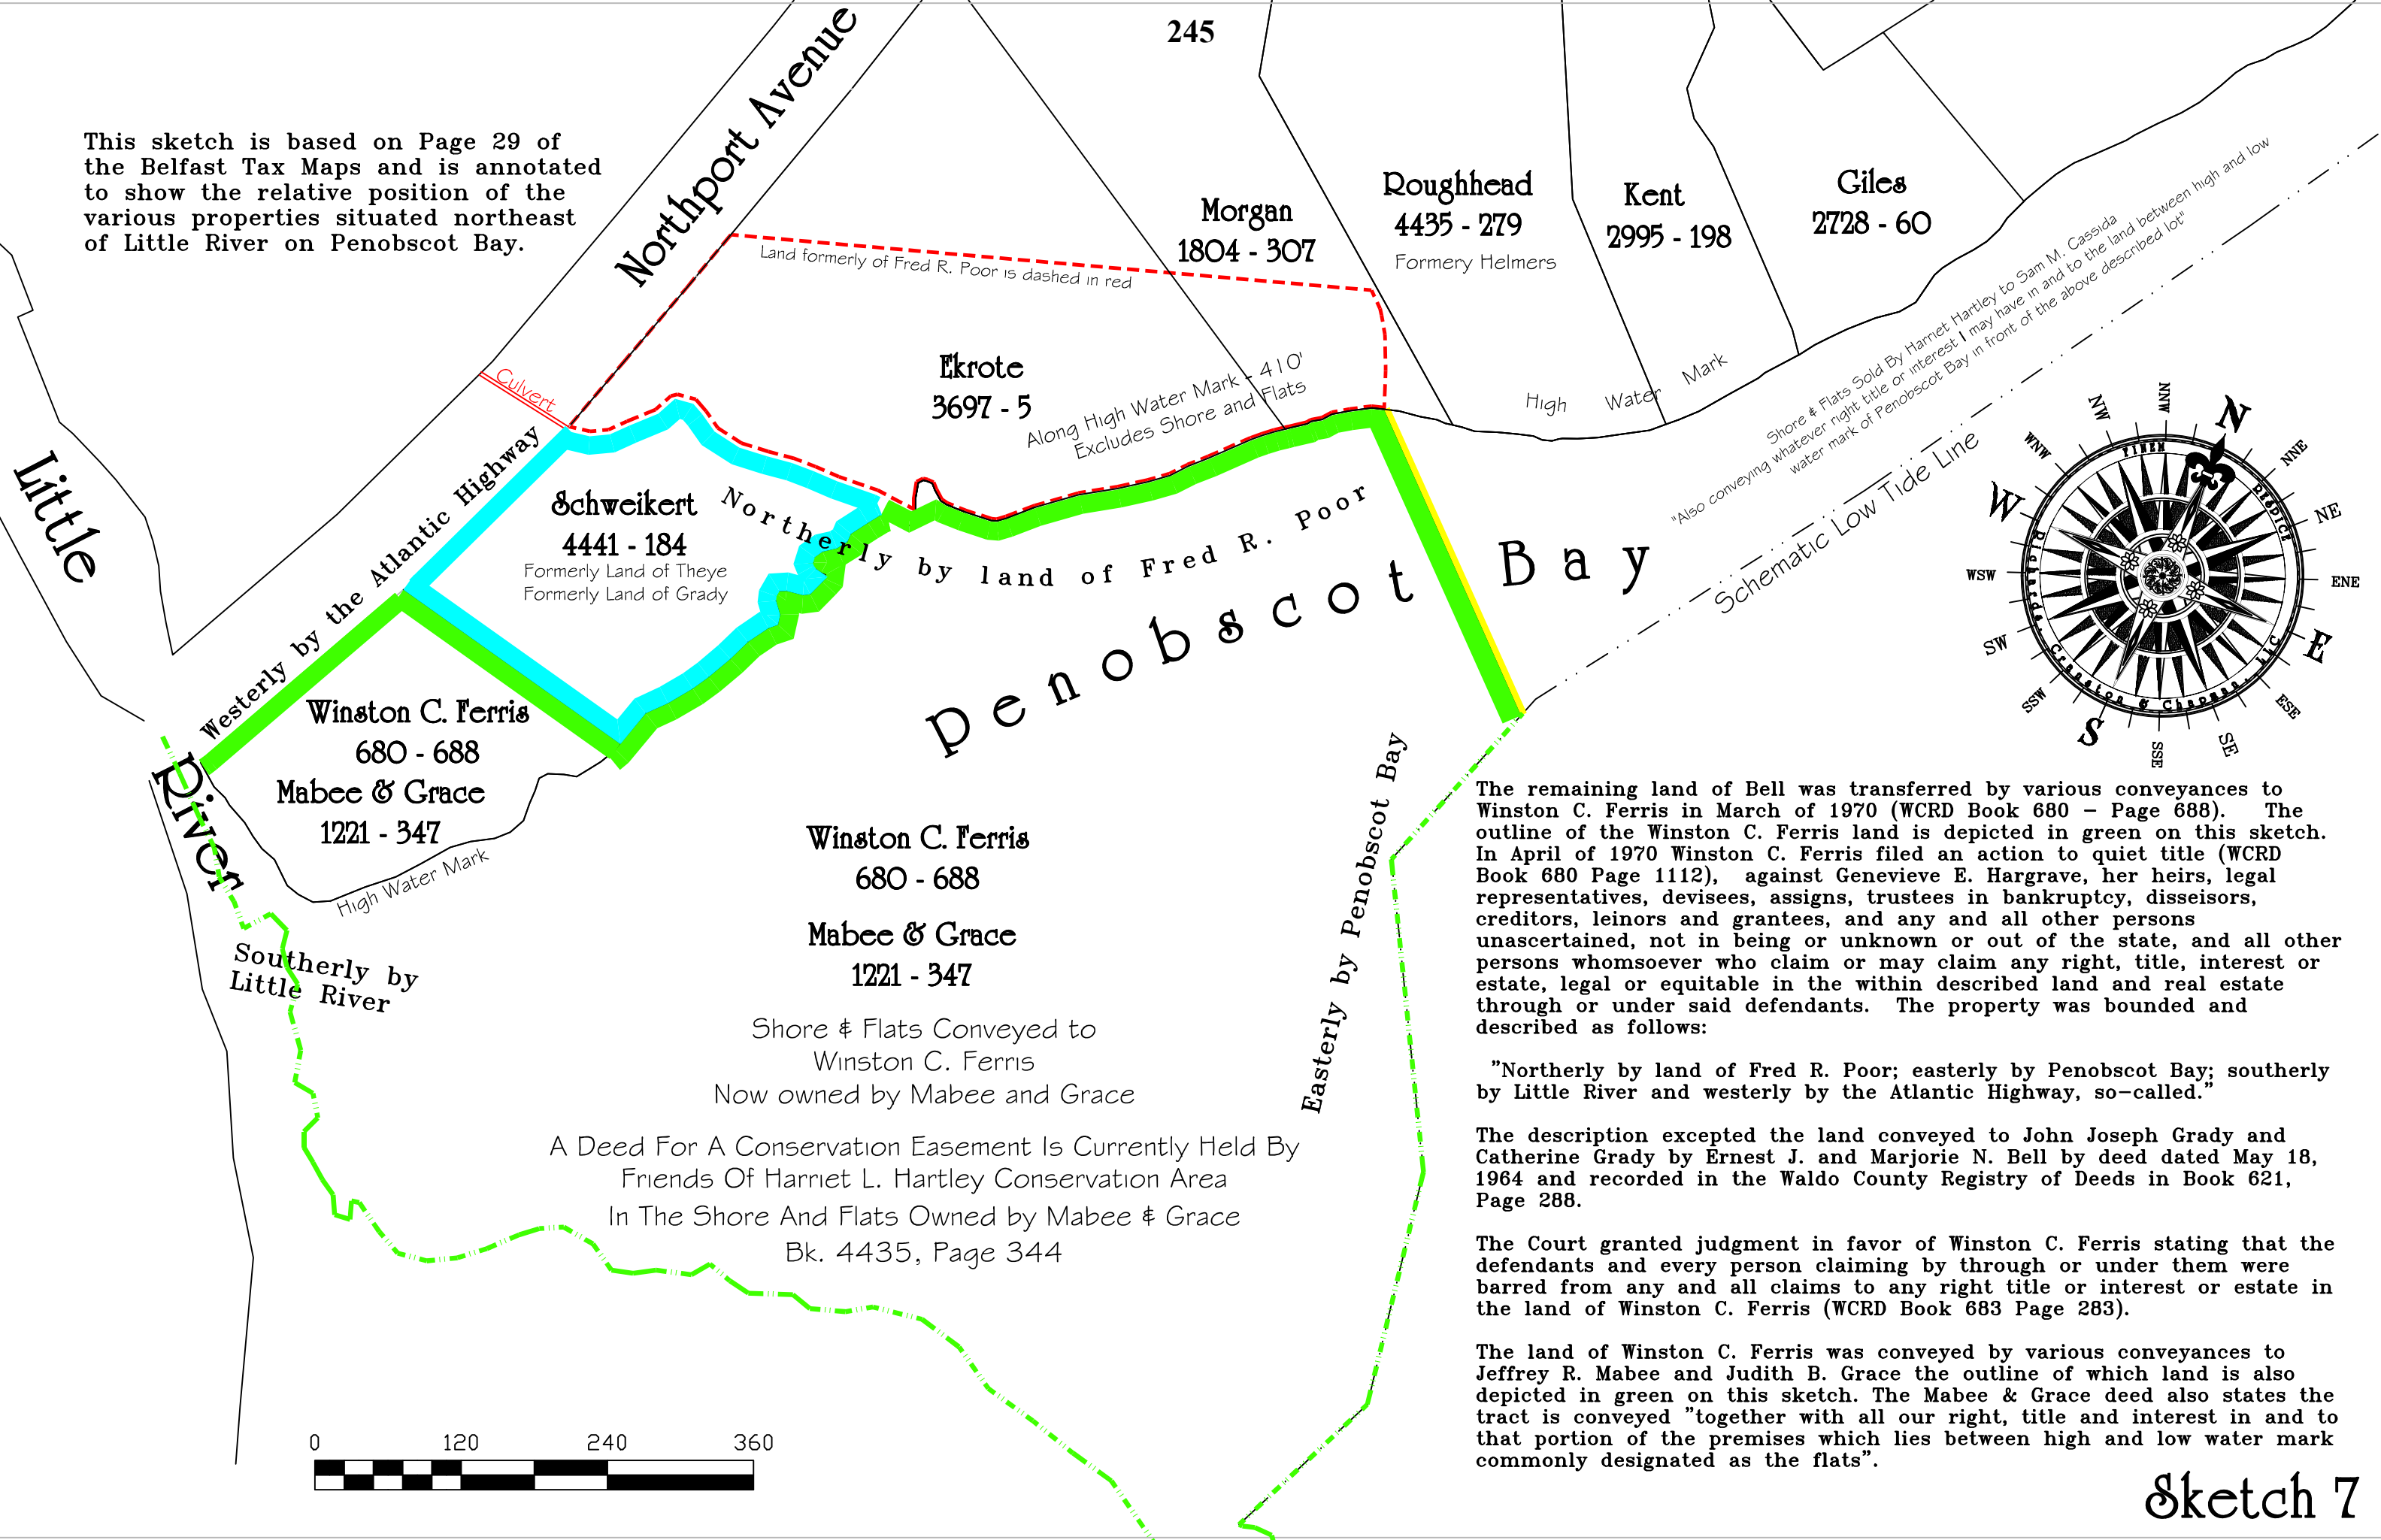 245
This sketch is based on Page 29 of
the Belfast Tax Maps and is annotated
to show the relative position of the
various properties situated northeast
of Little River on Penobscot Bay.
Northport Avenue
Land formerly of Fred R. Poor is dashed in red
Morgan
1804 - 307
Roughhead
4435 - 279
Formery Helmers
Kent
2995 - 198
Giles
2728 - 60
Culvert
Ekrote
3697 - 5
Along High Water Mark - 410'
Excludes Shore and Flats
High Water Mark
Shore & Flats Sold By Harriet Hartley to Sam M. Cassida
"Also conveying whatever right title or interest I may have in and to the land between high and low
water mark of Penobscot Bay in front of the above described lot"
Schematic Low Tide Line
Little
River
Westerly by the Atlantic Highway
Schweikert
4441 - 184
Formerly Land of Theye
Formerly Land of Grady
Northerly by land of Fred R. Poor
Penobscot Bay
N
NNE
NE
ENE
E
ESE
SE
SSE
S
SSW
SW
WSW
W
WNW
NW
NNW
FINEM
Richards, Cranston & Chapman, LLC
Winston C. Ferris
680 - 688
Mabee & Grace
1221 - 347
High Water Mark
Southerly by
Little River
Easterly by Penobscot Bay
Winston C. Ferris
680 - 688
Mabee & Grace
1221 - 347
Shore & Flats Conveyed to
Winston C. Ferris
Now owned by Mabee and Grace
A Deed For A Conservation Easement Is Currently Held By
Friends Of Harriet L. Hartley Conservation Area
In The Shore And Flats Owned by Mabee & Grace
Bk. 4435, Page 344
0 120 240 360
The remaining land of Bell was transferred by various conveyances to
Winston C. Ferris in March of 1970 (WCRD Book 680 - Page 688). The
outline of the Winston C. Ferris land is depicted in green on this sketch.
In April of 1970 Winston C. Ferris filed an action to quiet title (WCRD
Book 680 Page 1112), against Genevieve E. Hargrave, her heirs, legal
representatives, devisees, assigns, trustees in bankruptcy, disseisors,
creditors, leinors and grantees, and any and all other persons
unascertained, not in being or unknown or out of the state, and all other
persons whomsoever who claim or may claim any right, title, interest or
estate, legal or equitable in the within described land and real estate
through or under said defendants. The property was bounded and
described as follows:
"Northerly by land of Fred R. Poor; easterly by Penobscot Bay; southerly
by Little River and westerly by the Atlantic Highway, so-called."
The description excepted the land conveyed to John Joseph Grady and
Catherine Grady by Ernest J. and Marjorie N. Bell by deed dated May 18,
1964 and recorded in the Waldo County Registry of Deeds in Book 621,
Page 288.
The Court granted judgment in favor of Winston C. Ferris stating that the
defendants and every person claiming by through or under them were
barred from any and all claims to any right title or interest or estate in
the land of Winston C. Ferris (WCRD Book 683 Page 283).
The land of Winston C. Ferris was conveyed by various conveyances to
Jeffrey R. Mabee and Judith B. Grace the outline of which land is also
depicted in green on this sketch. The Mabee & Grace deed also states the
tract is conveyed "together with all our right, title and interest in and to
that portion of the premises which lies between high and low water mark
commonly designated as the flats".
Sketch 7